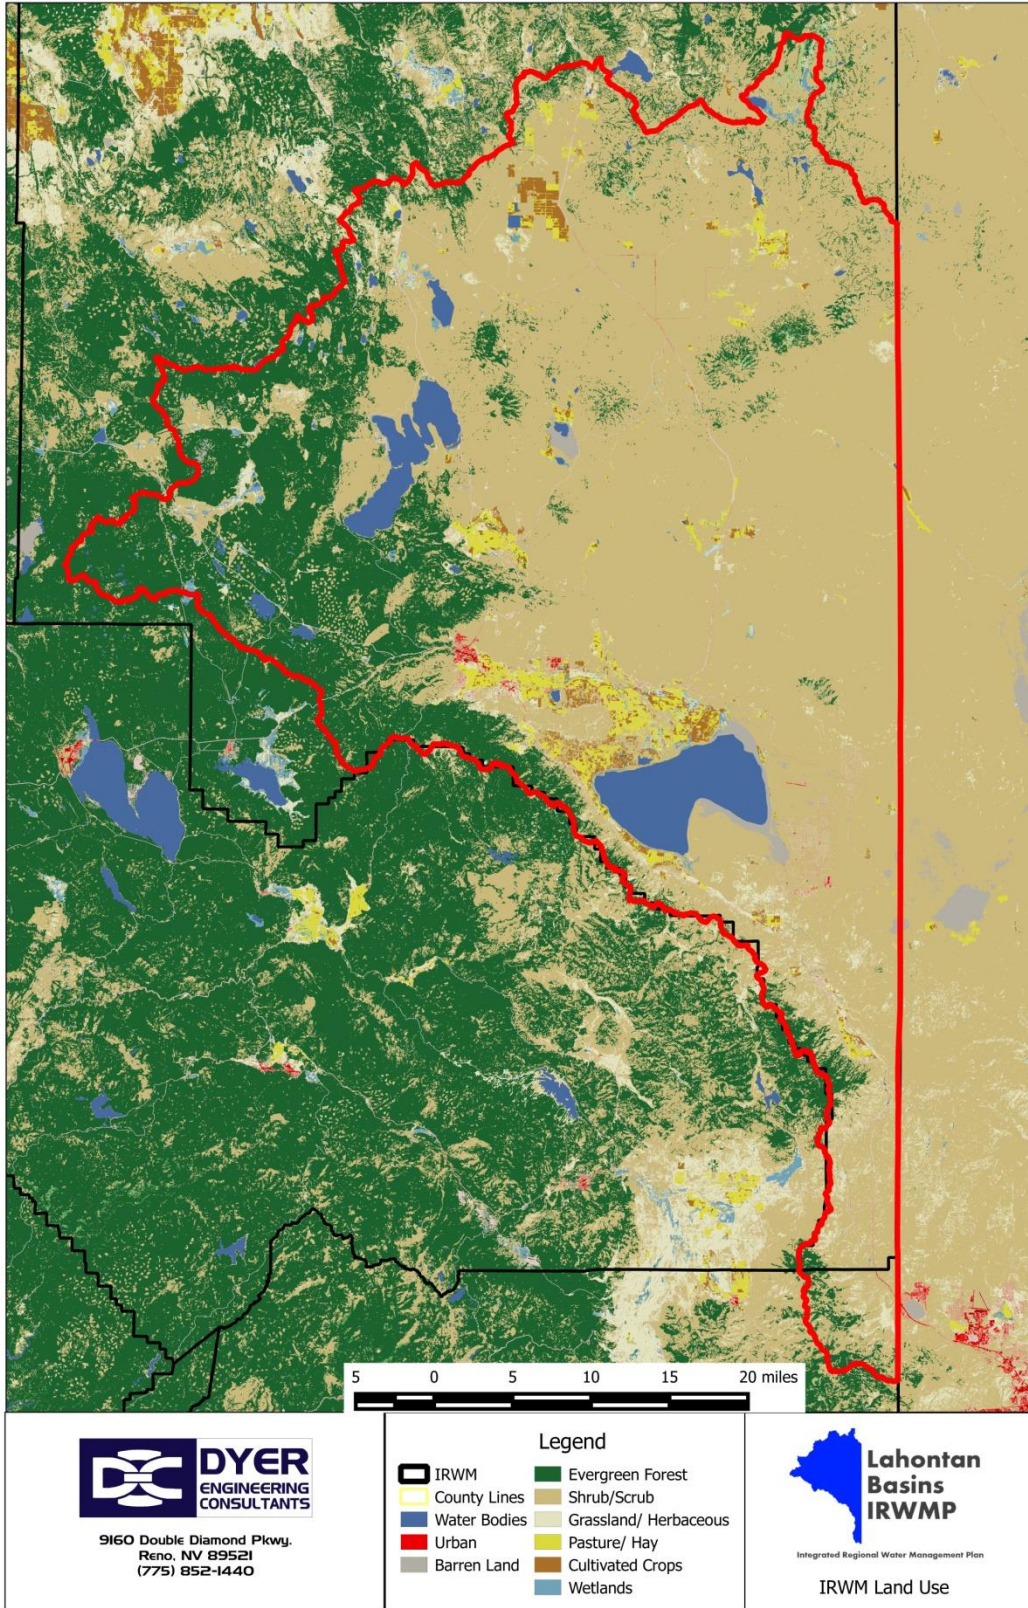 5 0 5 10 15 20 miles
DYER
ENGINEERING
CONSULTANTS
9160 Double Diamond Pkwy.
Reno, NV 89521
(775) 852-1440
Legend
IRWM
County Lines
Water Bodies
Urban
Barren Land
Evergreen Forest
Shrub/Scrub
Grassland/ Herbaceous
Pasture/ Hay
Cultivated Crops
Wetlands
Lahontan
Basins
IRWMP
Integrated Regional Water Management Plan
IRWM Land Use